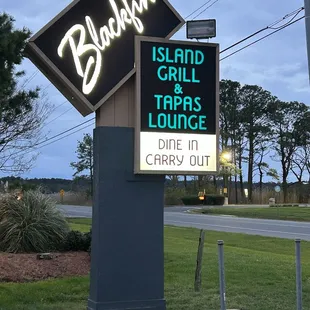 Blackfin
ISLAND
GRILL
&
TAPAS
LOUNGE
DINE IN
CARRY OUT